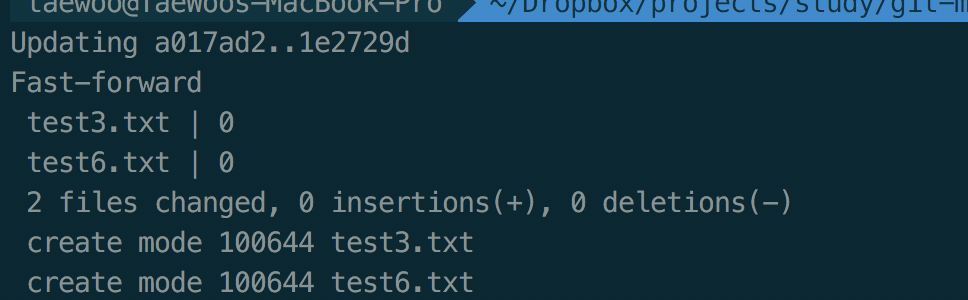 taewoo@TaeWoos-MacBook-Pro ~/Dropbox/projects/study/git-m
Updating a017ad2..1e2729d
Fast-forward
test3.txt | 0
test6.txt | 0
2 files changed, 0 insertions(+), 0 deletions(-)
create mode 100644 test3.txt
create mode 100644 test6.txt